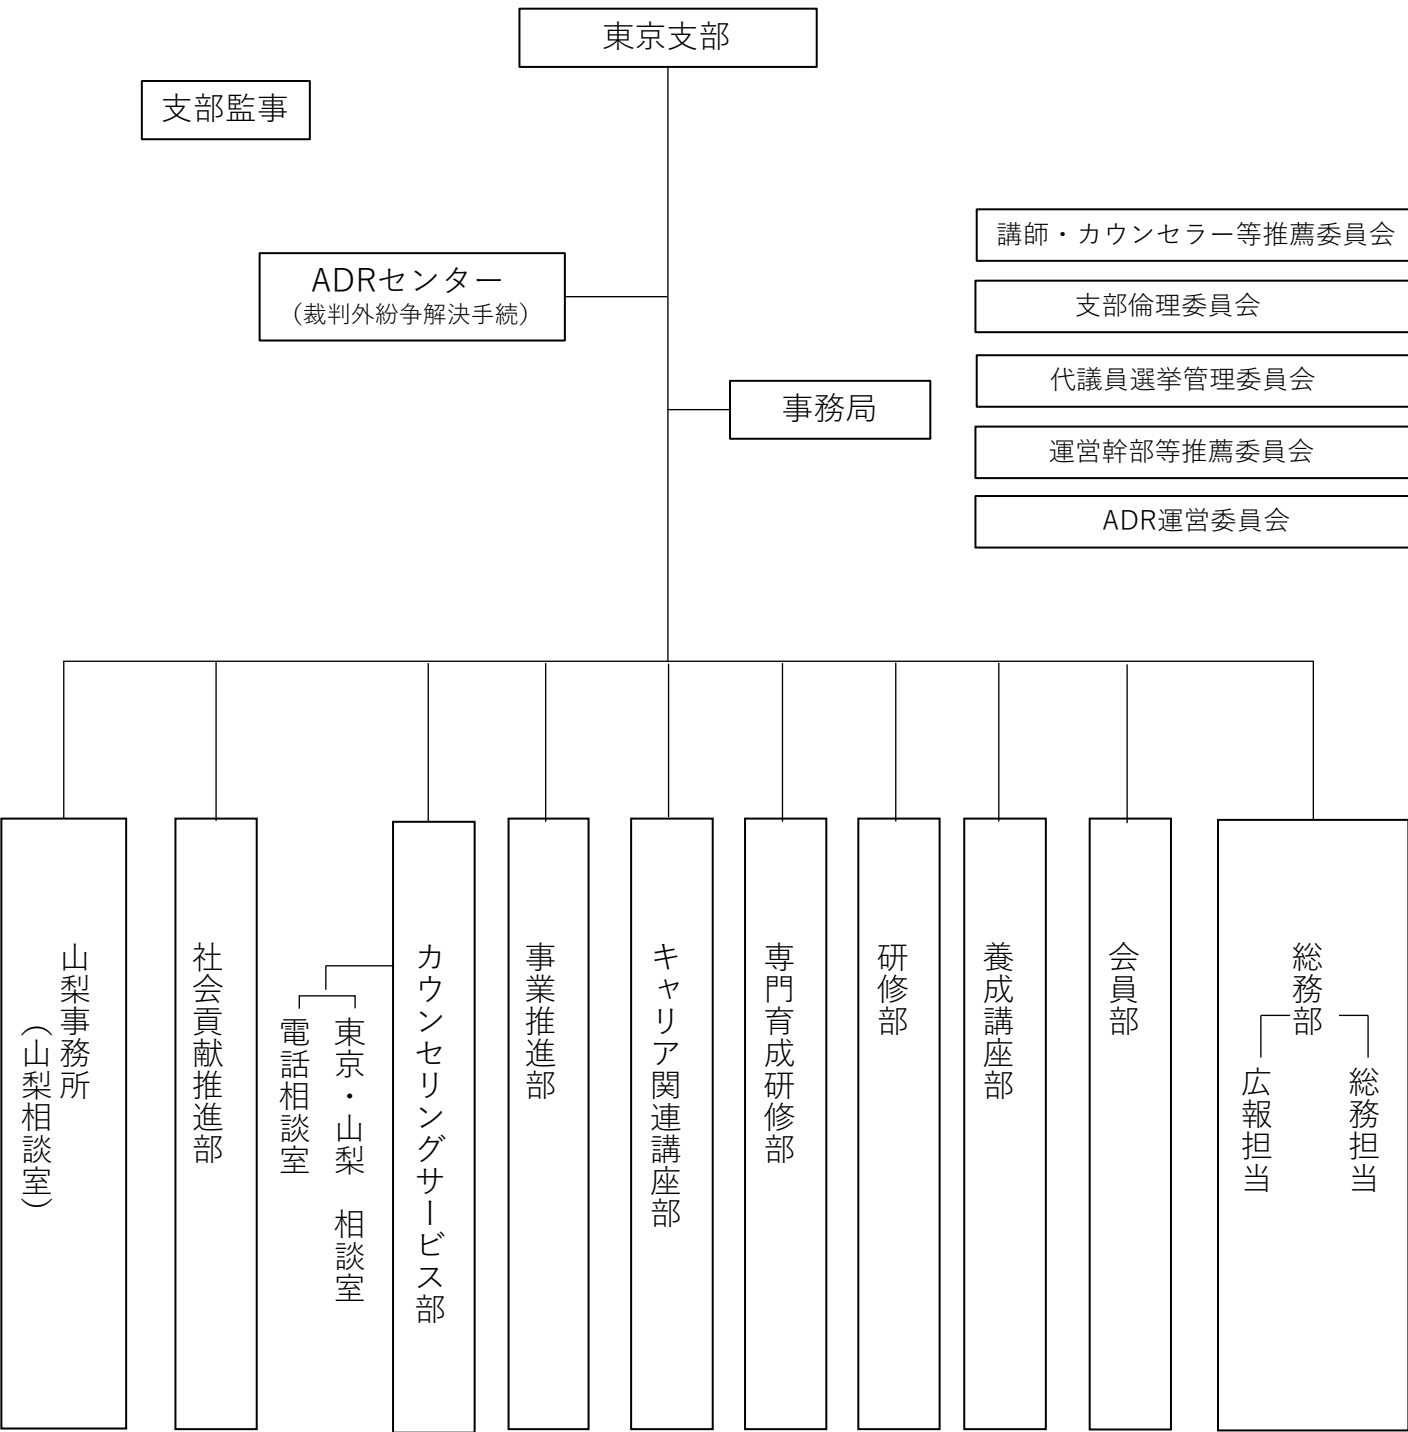 東京支部
支部監事
講師・カウンセラー等推薦委員会
ADRセンター
（裁判外紛争解決手続）
支部倫理委員会
代議員選挙管理委員会
事務局
運営幹部等推薦委員会
ADR運営委員会
総務部
総務担当
広報担当
会員部
養成講座部
研修部
専門育成研修部
キャリア関連講座部
事業推進部
カウンセリングサービス部
東京・山梨　相談室
電話相談室
社会貢献推進部
山梨事務所
（山梨相談室）